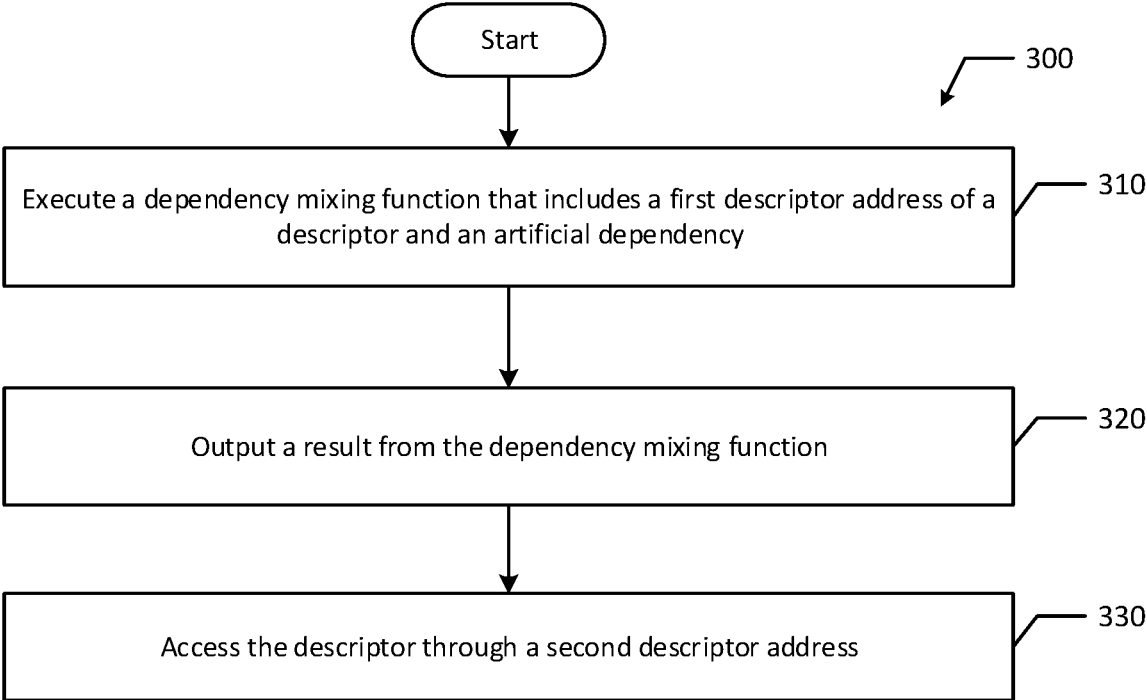 Start
300
Execute a dependency mixing function that includes a first descriptor address of a
descriptor and an artificial dependency
310
Output a result from the dependency mixing function
320
Access the descriptor through a second descriptor address
330